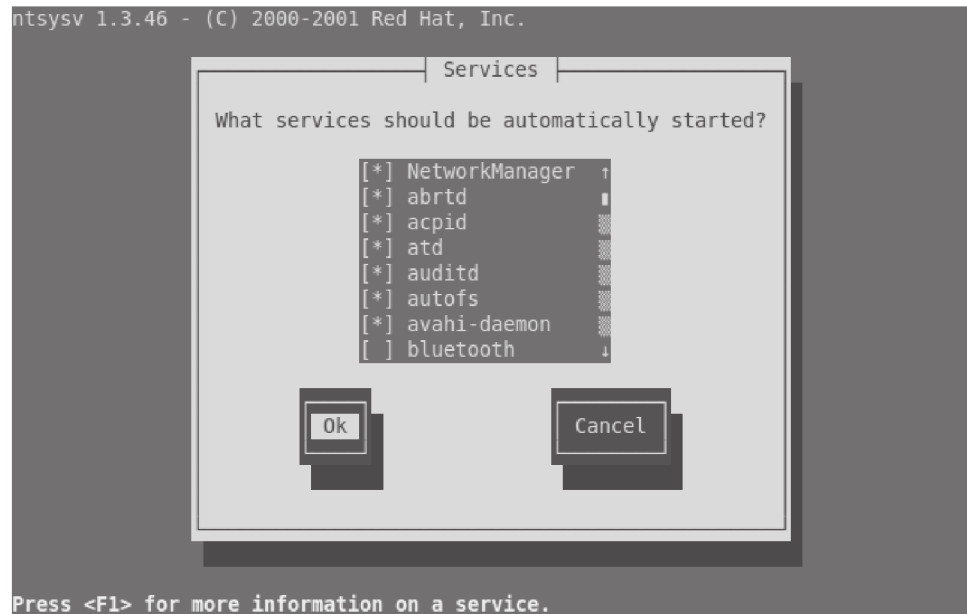 ntsysv 1.3.46 - (C) 2000-2001 Red Hat, Inc.
Services
What services should be automatically started?
[*] NetworkManager ↑
[*] abrtd
[*] acpid
[*] atd
[*] auditd
[*] autofs
[*] avahi-daemon
[ ] bluetooth ↓
Ok Cancel
Press <F1> for more information on a service.